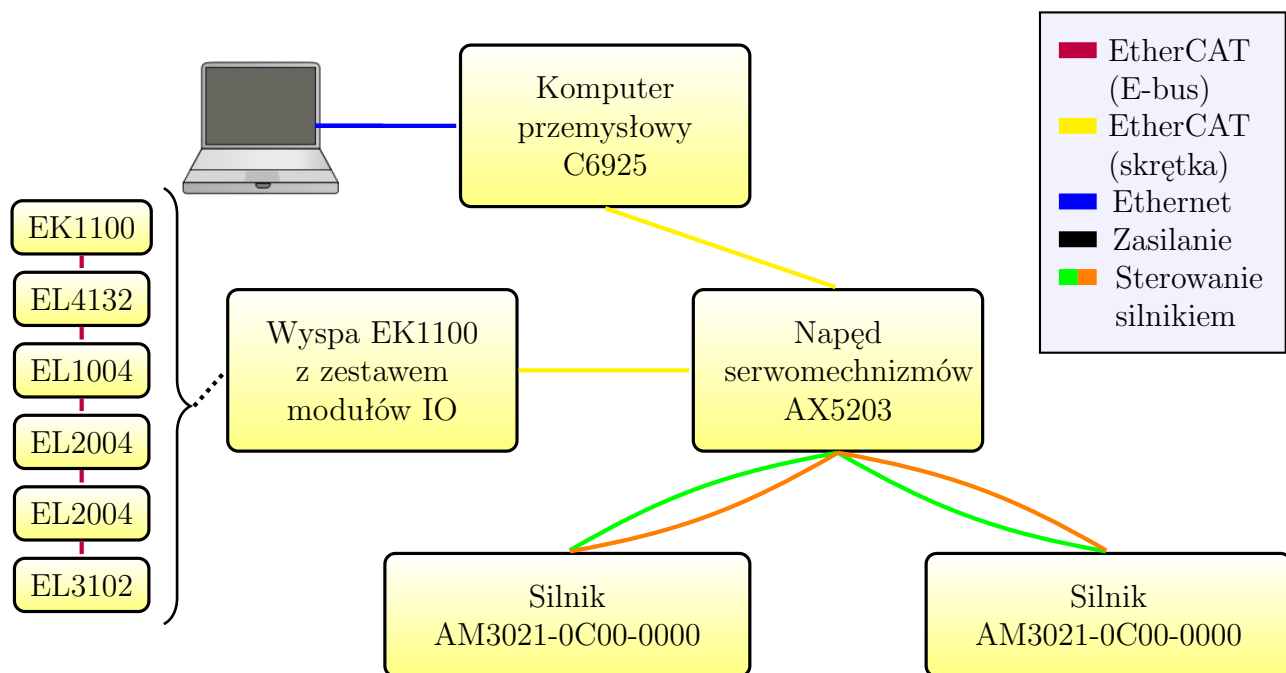 Komputer
przemysłowy
C6925
EtherCAT
(E-bus)
EtherCAT
(skrętka)
Ethernet
Zasilanie
Sterowanie
silnikiem
EK1100
EL4132
EL1004
EL2004
EL2004
EL3102
Wyspa EK1100
z zestawem
modułów IO
Napęd
serwomechnizmów
AX5203
Silnik
AM3021-0C00-0000
Silnik
AM3021-0C00-0000